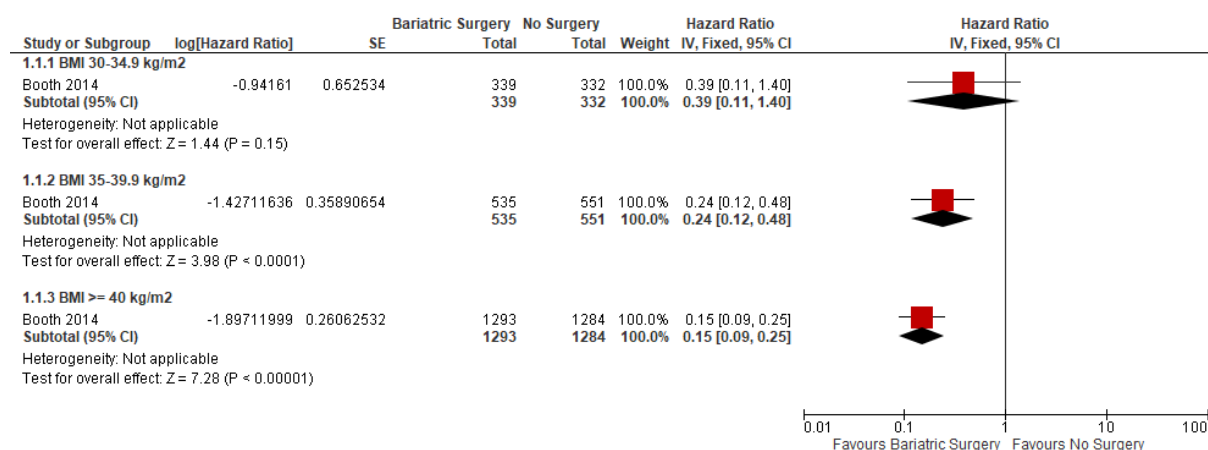 Bariatric Surgery No Surgery Hazard Ratio Hazard Ratio
Study or Subgroup log[Hazard Ratio] SE Total Total Weight IV, Fixed, 95% CI IV, Fixed, 95% CI
1.1.1 BMI 30-34.9 kg/m2
Booth 2014 -0.94161 0.652534 339 332 100.0% 0.39 [0.11, 1.40]
Subtotal (95% CI) 339 332 100.0% 0.39 [0.11, 1.40]
Heterogeneity: Not applicable
Test for overall effect: Z = 1.44 (P = 0.15)
1.1.2 BMI 35-39.9 kg/m2
Booth 2014 -1.42711636 0.35890654 535 551 100.0% 0.24 [0.12, 0.48]
Subtotal (95% CI) 535 551 100.0% 0.24 [0.12, 0.48]
Heterogeneity: Not applicable
Test for overall effect: Z = 3.98 (P < 0.0001)
1.1.3 BMI >= 40 kg/m2
Booth 2014 -1.89711999 0.26062532 1293 1284 100.0% 0.15 [0.09, 0.25]
Subtotal (95% CI) 1293 1284 100.0% 0.15 [0.09, 0.25]
Heterogeneity: Not applicable
Test for overall effect: Z = 7.28 (P < 0.00001)
0.01 0.1 1 10 100
Favours Bariatric Surgery Favours No Surgery